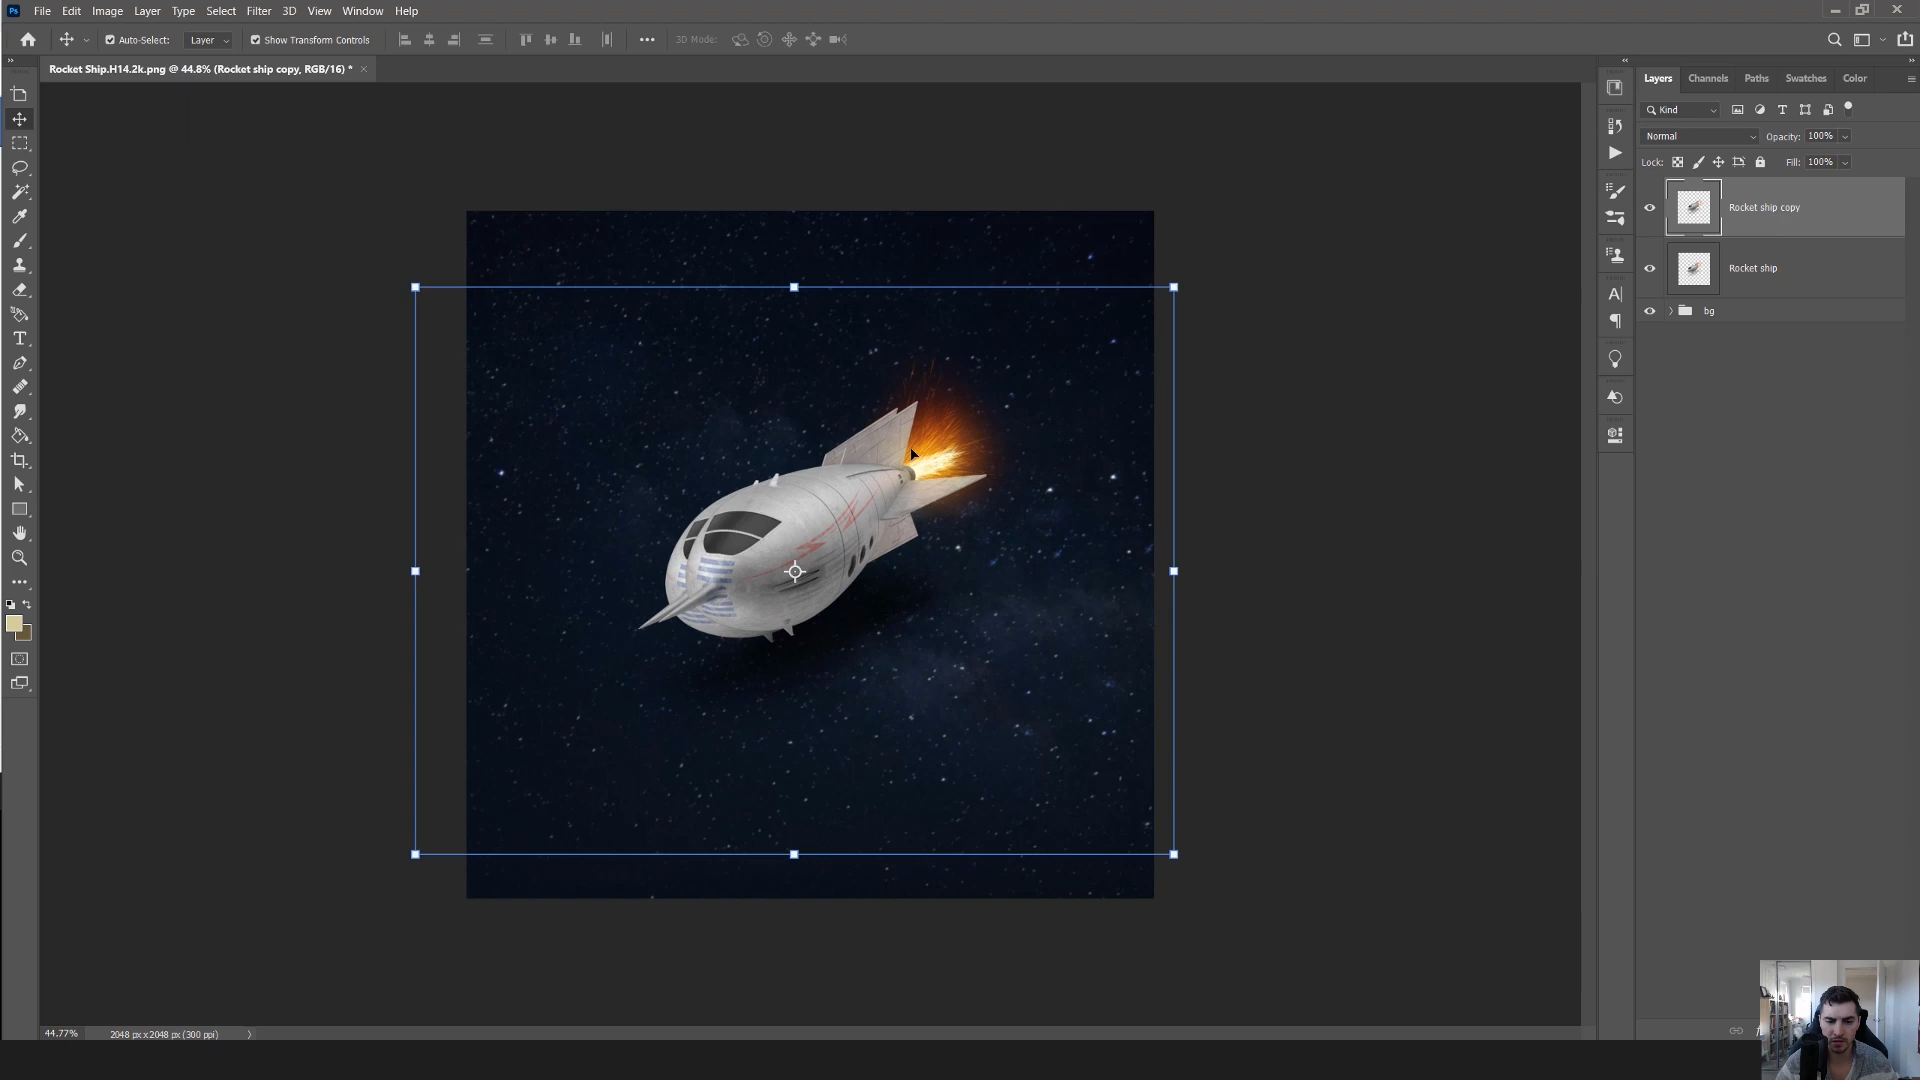 Ps File Edit Image Layer Type Select Filter 3D View Window Help
Auto-Select: Layer Show Transform Controls 3D Mode:
Rocket Ship.H14.2k.png @ 44.8% (Rocket ship copy, RGB/16) *
Layers Channels Paths Swatches Color
Kind
Normal Opacity: 100%
Lock: Fill: 100%
Rocket ship copy
Rocket ship
bg
44.77% 2048 px x 2048 px (300 ppi)